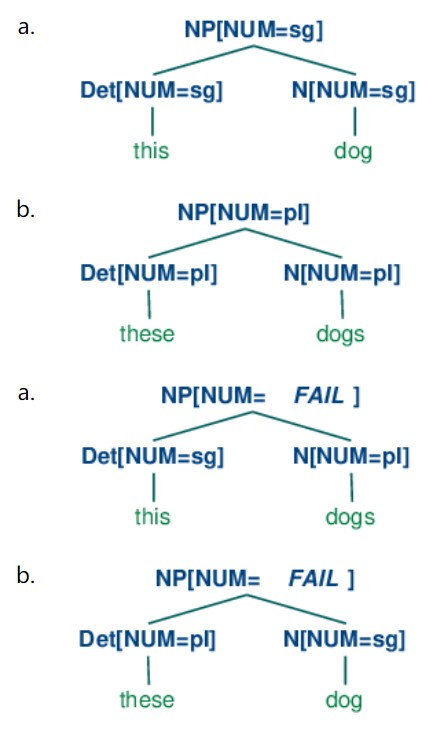 a. NP[NUM=sg]
Det[NUM=sg] N[NUM=sg]
this dog
b. NP[NUM=pl]
Det[NUM=pl] N[NUM=pl]
these dogs
a. NP[NUM= FAIL ]
Det[NUM=sg] N[NUM=pl]
this dogs
b. NP[NUM= FAIL ]
Det[NUM=pl] N[NUM=sg]
these dog